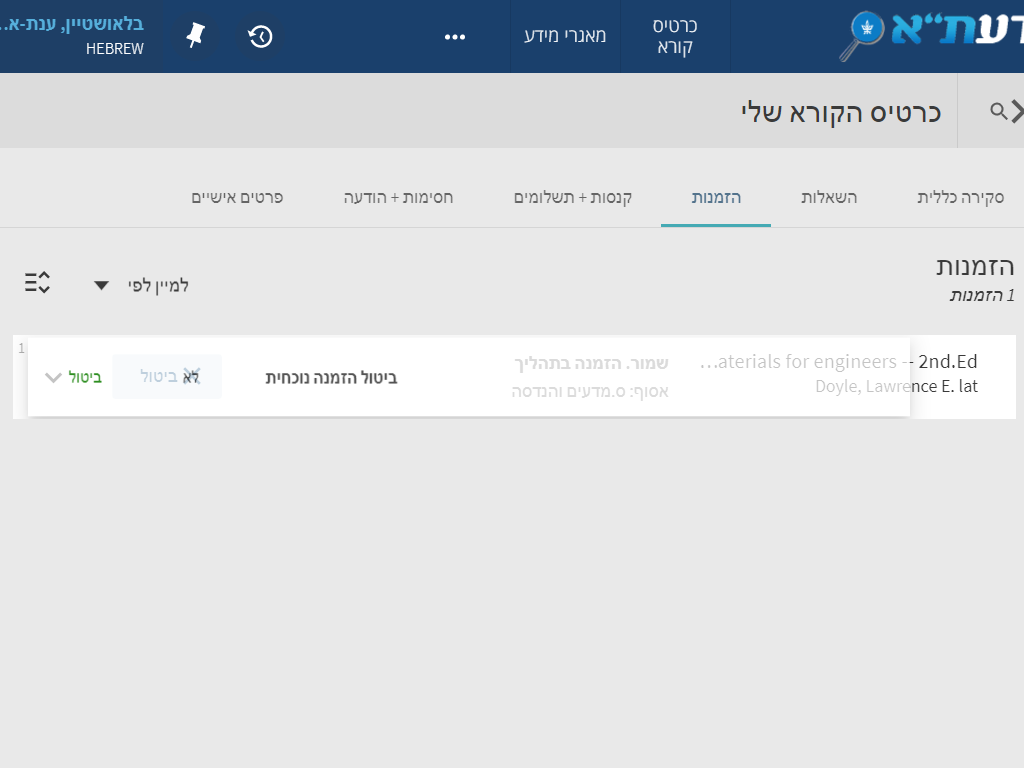 דעת״א
כרטיס
קורא
מאגרי מידע
•••
בלאושטיין, ענת-א...
HEBREW
כרטיס הקורא שלי
סקירה כללית
השאלות
הזמנות
קנסות + תשלומים
חסימות + הודעה
פרטים אישיים
הזמנות
1 הזמנות
למיין לפי
1
...aterials for engineers -- 2nd.Ed
Doyle, Lawrence E. lat
שמור. הזמנה בתהליך
אסוף: ס.מדעים והנדסה
ביטול הזמנה נוכחית
לא
ביטול
ביטול